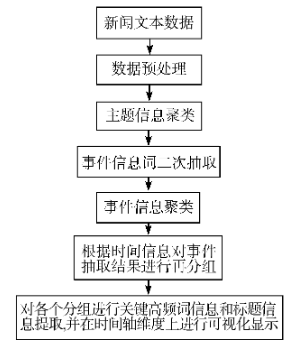 新闻文本数据
数据预处理
主题信息聚类
事件信息词二次抽取
事件信息聚类
根据时间信息对事件
抽取结果进行再分组
对各个分组进行关键高频词信息和标题信
息提取,并在时间轴维度上进行可视化显示